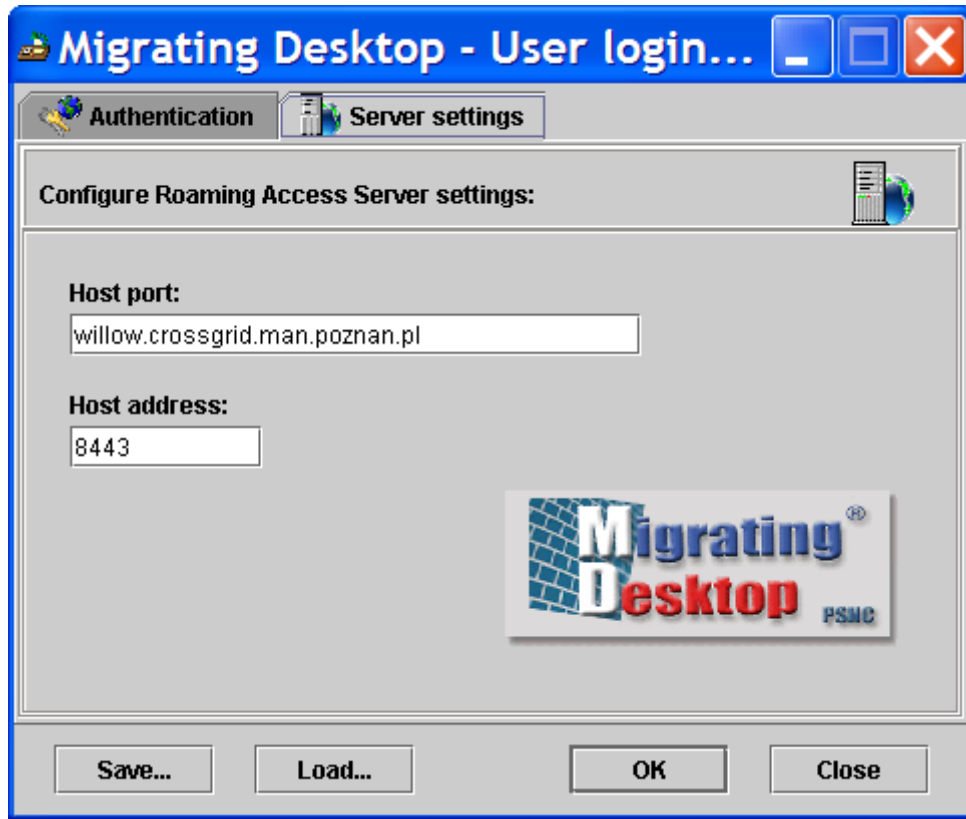 Migrating Desktop - User login...
Authentication
Server settings
Configure Roaming Access Server settings:
Host port:
willow.crossgrid.man.poznan.pl
Host address:
8443
Migrating®
Desktop
PSNC
Save...
Load...
OK
Close